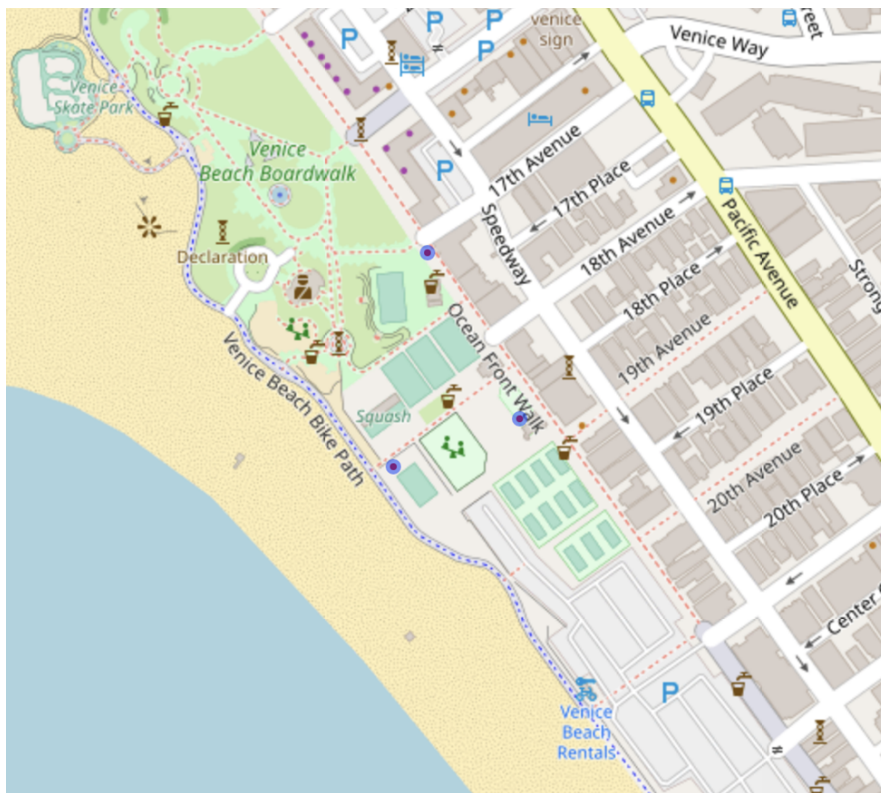 P
P
P
P
P
venice
sign
Venice Way
Venice
Skate Park
Venice
Beach Boardwalk
17th Avenue
17th Place
Speedway
18th Avenue
Pacific Avenue
Declaration
18th Place
Strong
Ocean Front Walk
19th Avenue
Venice Beach Bike Path
19th Place
Squash
20th Avenue
20th Place
Center
P
Venice
Beach
Rentals